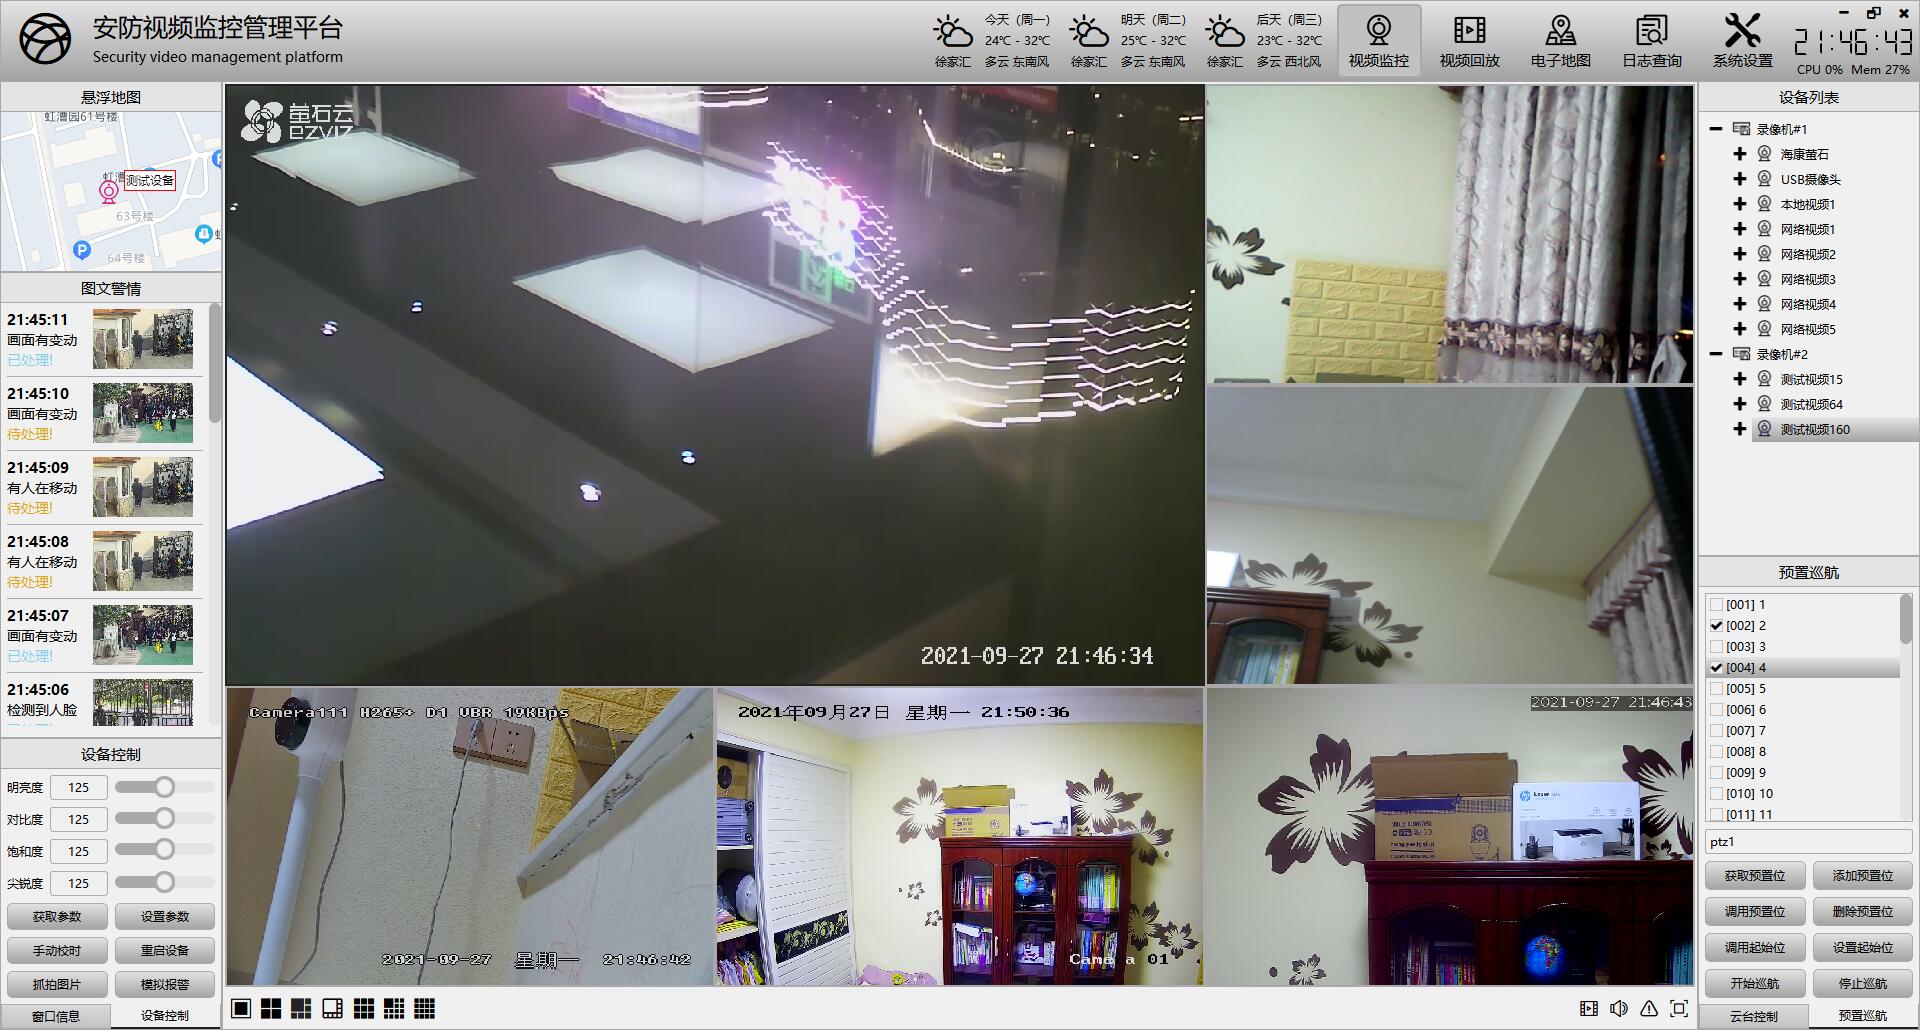 安防视频监控管理平台
Security video management platform
今天 (周一)
24℃ - 32℃
徐家汇 多云 东南风
明天 (周二)
25℃ - 32℃
徐家汇 多云 东南风
后天 (周三)
23℃ - 32℃
徐家汇 多云 西北风
视频监控
视频回放
电子地图
日志查询
系统设置
21:46:43
CPU 0% Mem 27%
悬浮地图
虹漕园61号楼
虹漕
测试设备
63号楼
64号楼
P
图文警情
21:45:11
画面有变动
已处理!
21:45:10
画面有变动
待处理!
21:45:09
有人在移动
待处理!
21:45:08
有人在移动
待处理!
21:45:07
画面有变动
已处理!
21:45:06
检测到人脸
设备控制
明亮度 125
对比度 125
饱和度 125
尖锐度 125
获取参数 设置参数
手动校时 重启设备
抓拍图片 模拟报警
窗口信息 设备控制
萤石云
ezviz
2021-09-27 21:46:34
Camera111 H265+ D1 VBR 19KBps
2021-09-27 星期一 21:46:42
2021年09月27日 星期一 21:50:36
Camera 01
2021-09-27 21:46:43
hp Laser
设备列表
录像机#1
海康萤石
USB摄像头
本地视频1
网络视频1
网络视频2
网络视频3
网络视频4
网络视频5
录像机#2
测试视频15
测试视频64
测试视频160
预置巡航
[001] 1
[002] 2
[003] 3
[004] 4
[005] 5
[006] 6
[007] 7
[008] 8
[009] 9
[010] 10
[011] 11
ptz1
获取预置位 添加预置位
调用预置位 删除预置位
调用起始位 设置起始位
开始巡航 停止巡航
云台控制 预置巡航